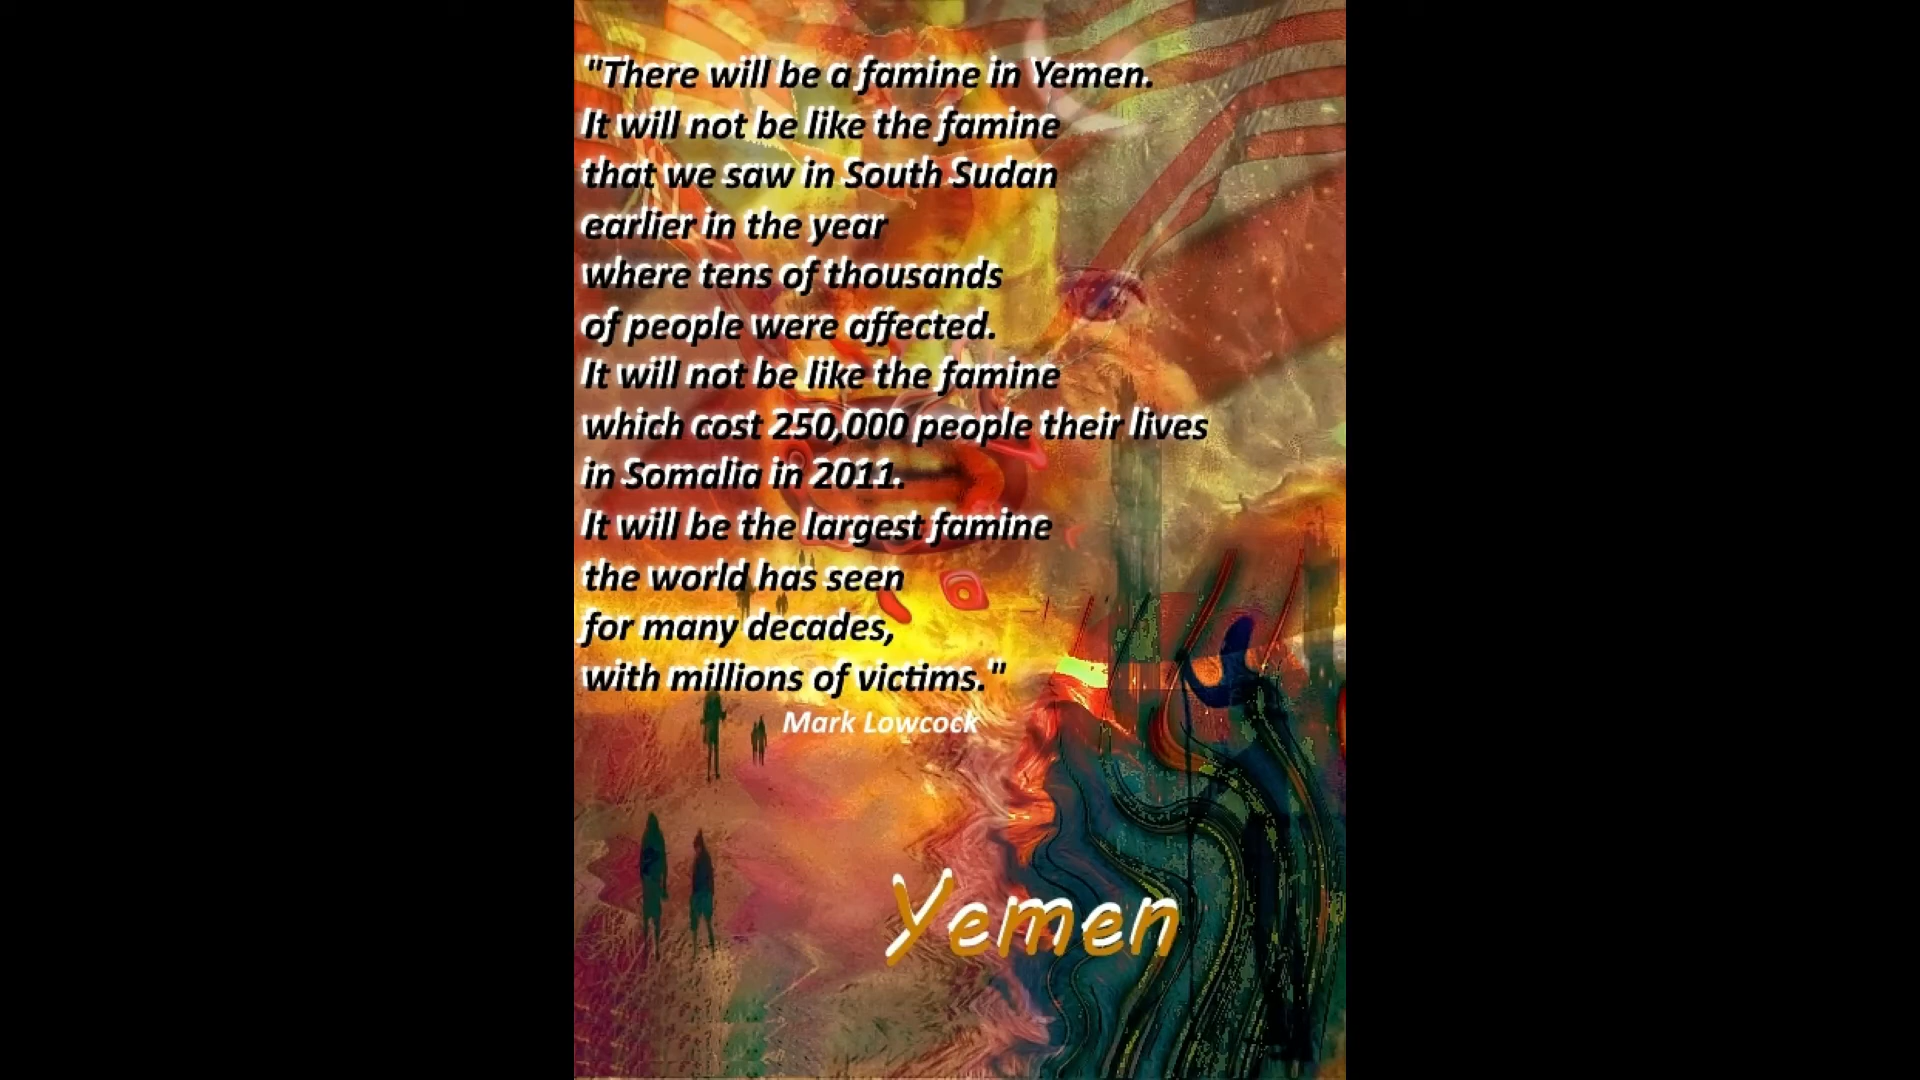 "There will be a famine in Yemen.
It will not be like the famine
that we saw in South Sudan
earlier in the year
where tens of thousands
of people were affected.
It will not be like the famine
which cost 250,000 people their lives
in Somalia in 2011.
It will be the largest famine
the world has seen
for many decades,
with millions of victims."
Mark Lowcock
Yemen